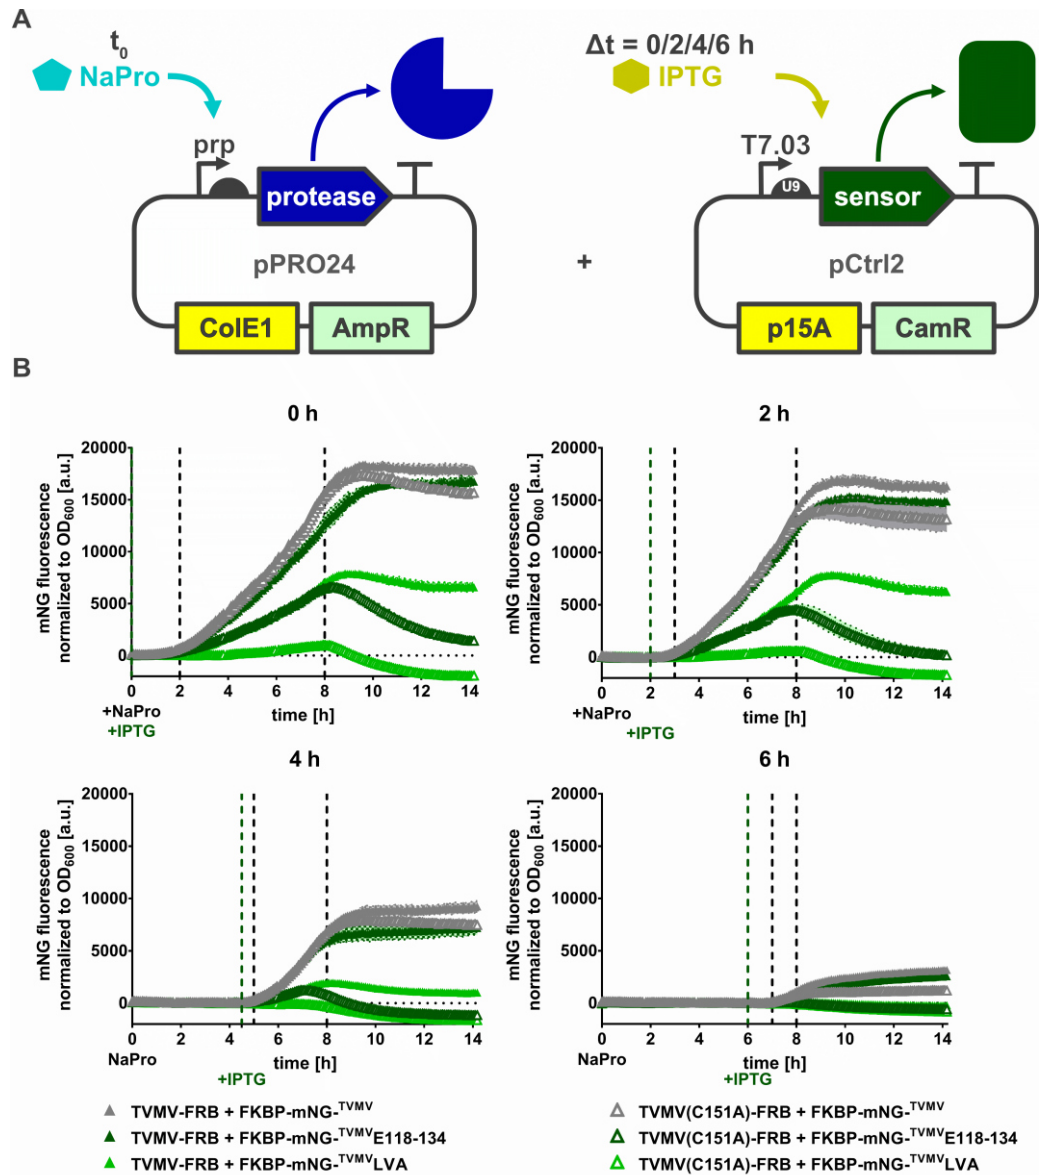 A
t0
NaPro
Δt = 0/2/4/6 h
IPTG
prp
protease
pPRO24
ColE1
AmpR
+
T7.03
U9
sensor
pCtrl2
p15A
CamR
B
0 h
mNG fluorescence
normalized to OD600 [a.u.]
20000
15000
10000
5000
0
0 2 4 6 8 10 12 14
+NaPro
+IPTG
time [h]
2 h
mNG fluorescence
normalized to OD600 [a.u.]
20000
15000
10000
5000
0
0 2 4 6 8 10 12 14
+NaPro
+IPTG
time [h]
4 h
mNG fluorescence
normalized to OD600 [a.u.]
20000
15000
10000
5000
0
0 2 4 6 8 10 12 14
NaPro
+IPTG
time [h]
6 h
mNG fluorescence
normalized to OD600 [a.u.]
20000
15000
10000
5000
0
0 2 4 6 8 10 12 14
NaPro
+IPTG
time [h]
TVMV-FRB + FKBP-mNG-TVMV
TVMV-FRB + FKBP-mNG-TVMVE118-134
TVMV-FRB + FKBP-mNG-TVMVLVA
TVMV(C151A)-FRB + FKBP-mNG-TVMV
TVMV(C151A)-FRB + FKBP-mNG-TVMVE118-134
TVMV(C151A)-FRB + FKBP-mNG-TVMVLVA